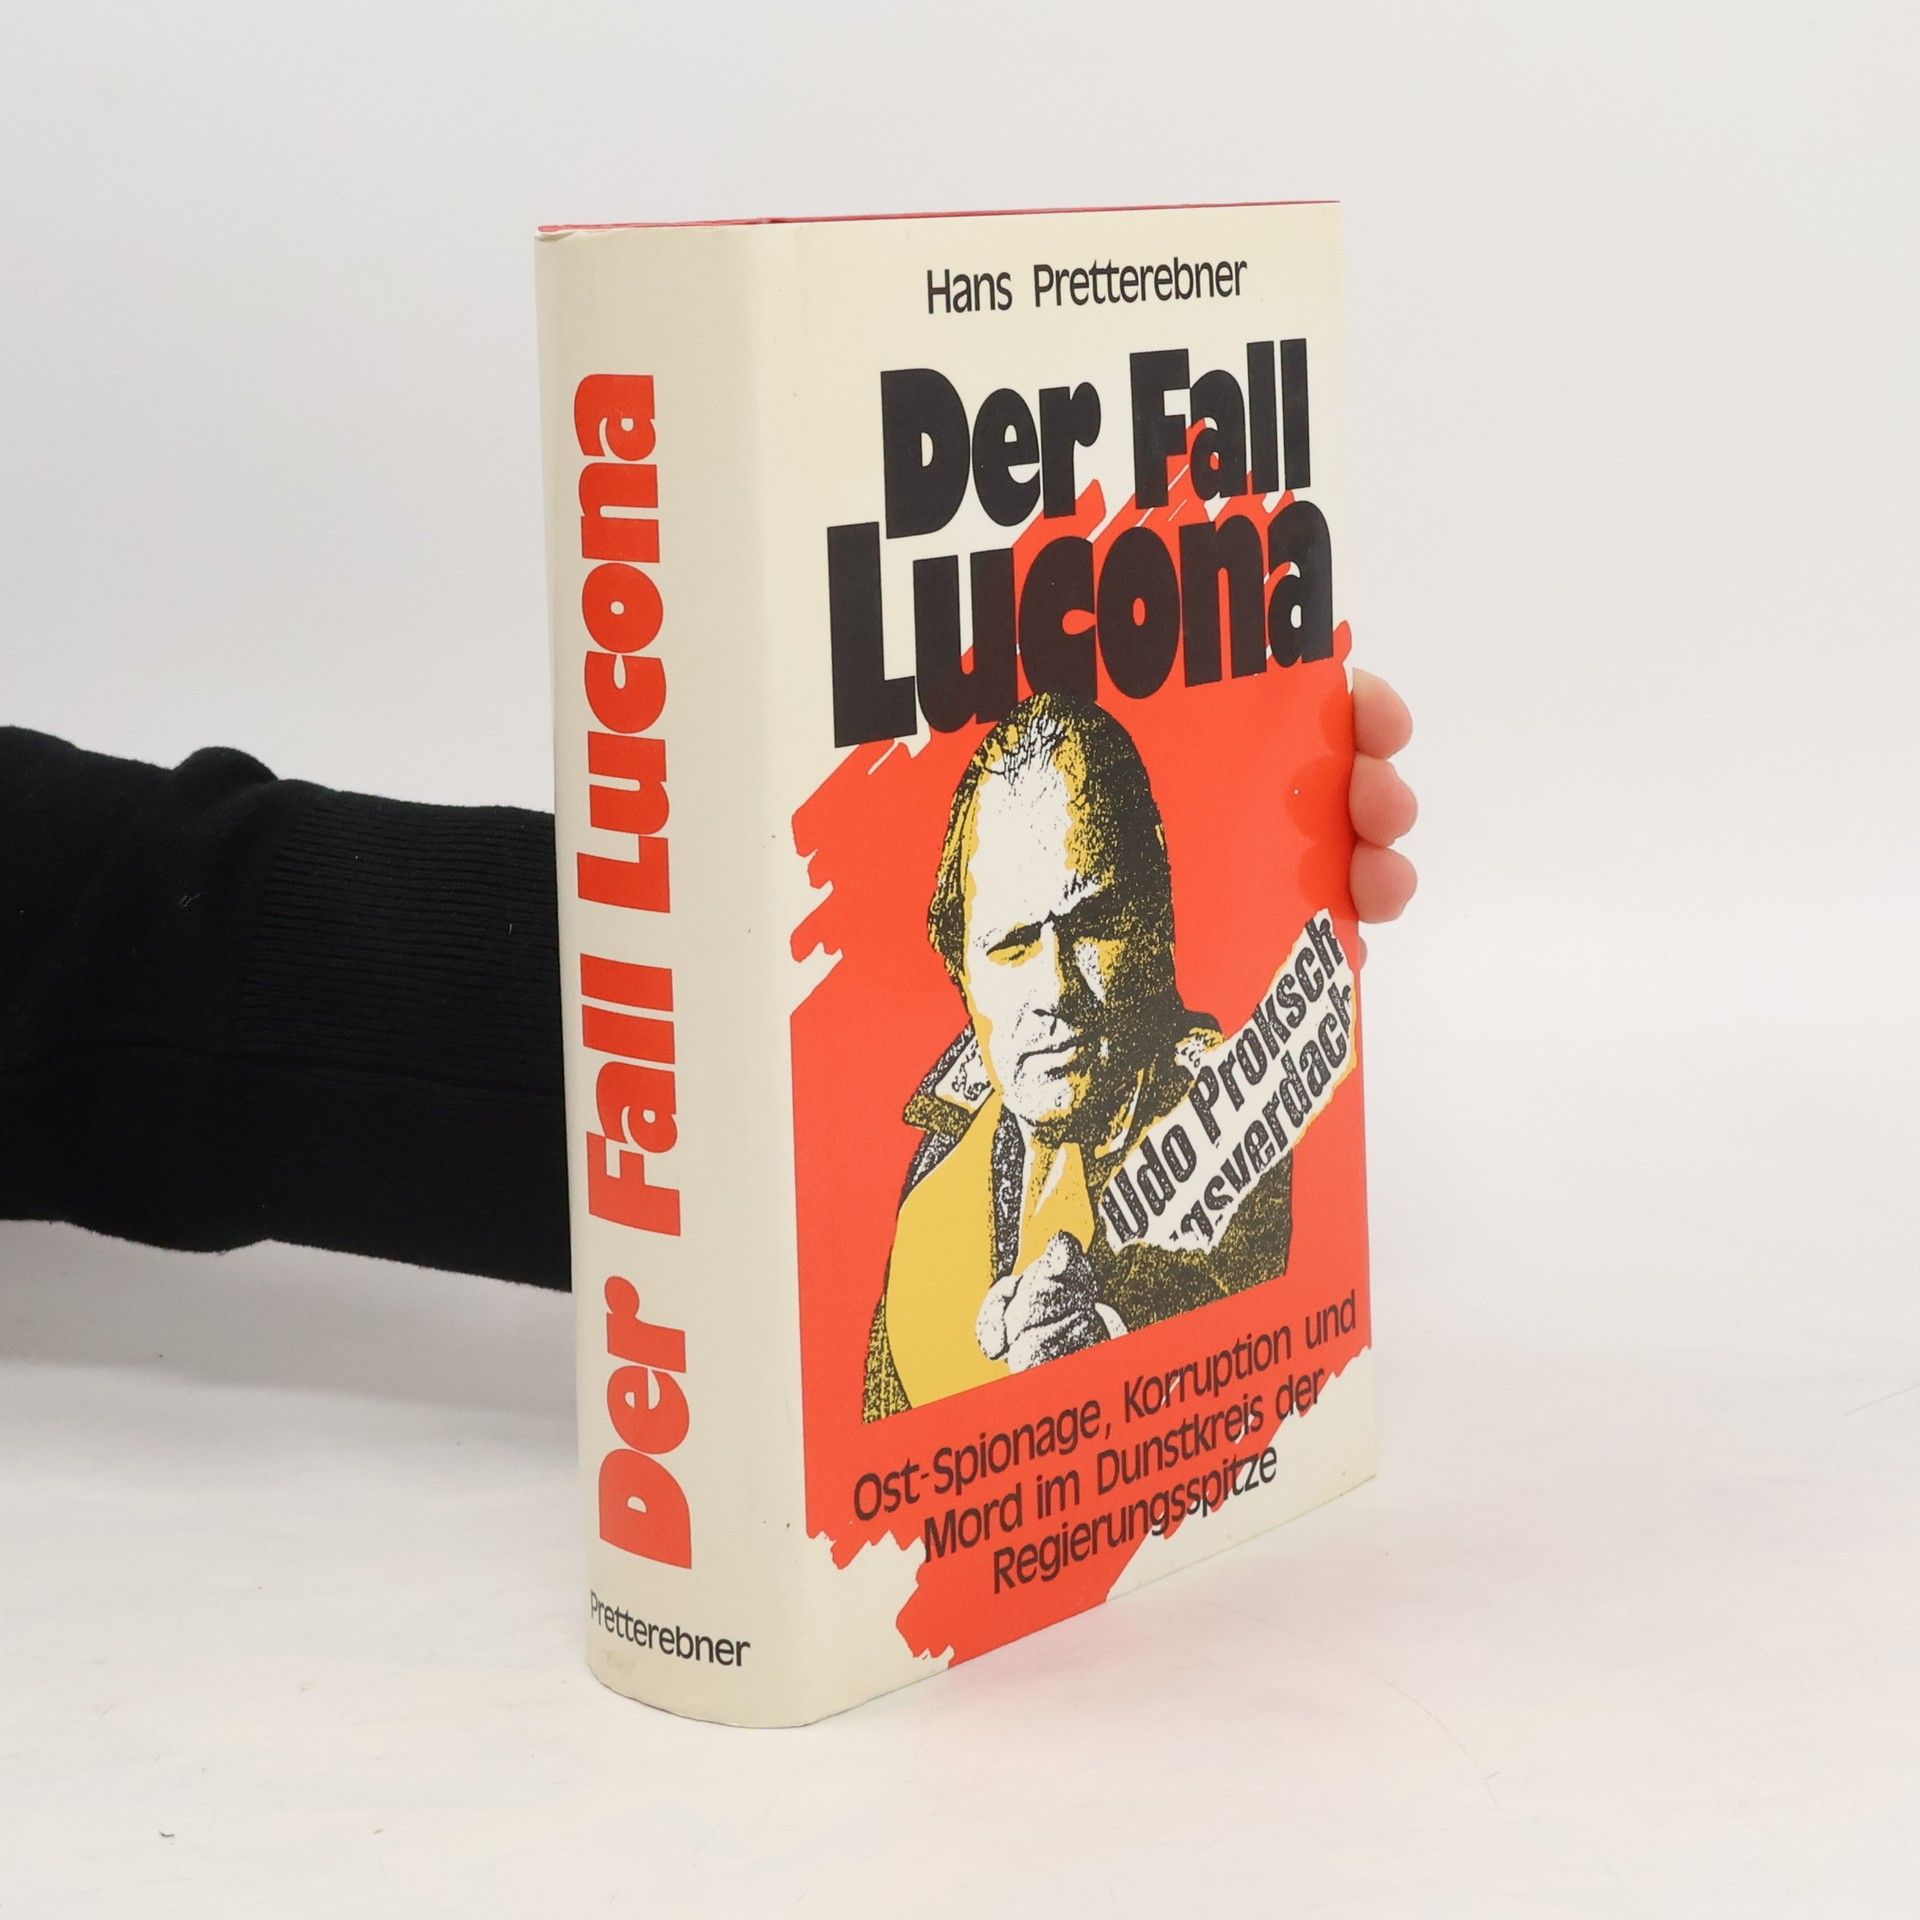 Hans Pretterebner
Der Fall
Lucona
Udo Proksch
gsverdach
Ost-Spionage, Korruption und
Mord im Dunstkreis der
Regierungsspitze
Der Fall Lucona
Pretterebner